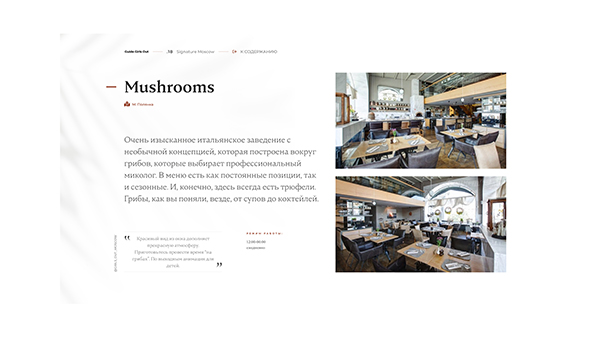 Guide Girls Out
.18
Signature Moscow
К СОДЕРЖАНИЮ
Mushrooms
М. Полянка
Очень изысканное итальянское заведение с
необычной концепцией, которая построена вокруг
грибов, которые выбирает профессиональный
миколог. В меню есть как постоянные позиции, так
и сезонные. И, конечно, здесь всегда есть трюфели.
Грибы, как вы поняли, везде, от супов до коктейлей.
“ Красивый вид из окна дополняет
прекрасную атмосферу.
Приготовьтесь провести время “на
грибах”. По выходным анимация для
детей. ”
РЕЖИМ РАБОТЫ:
12:00-00:00
ежедневно